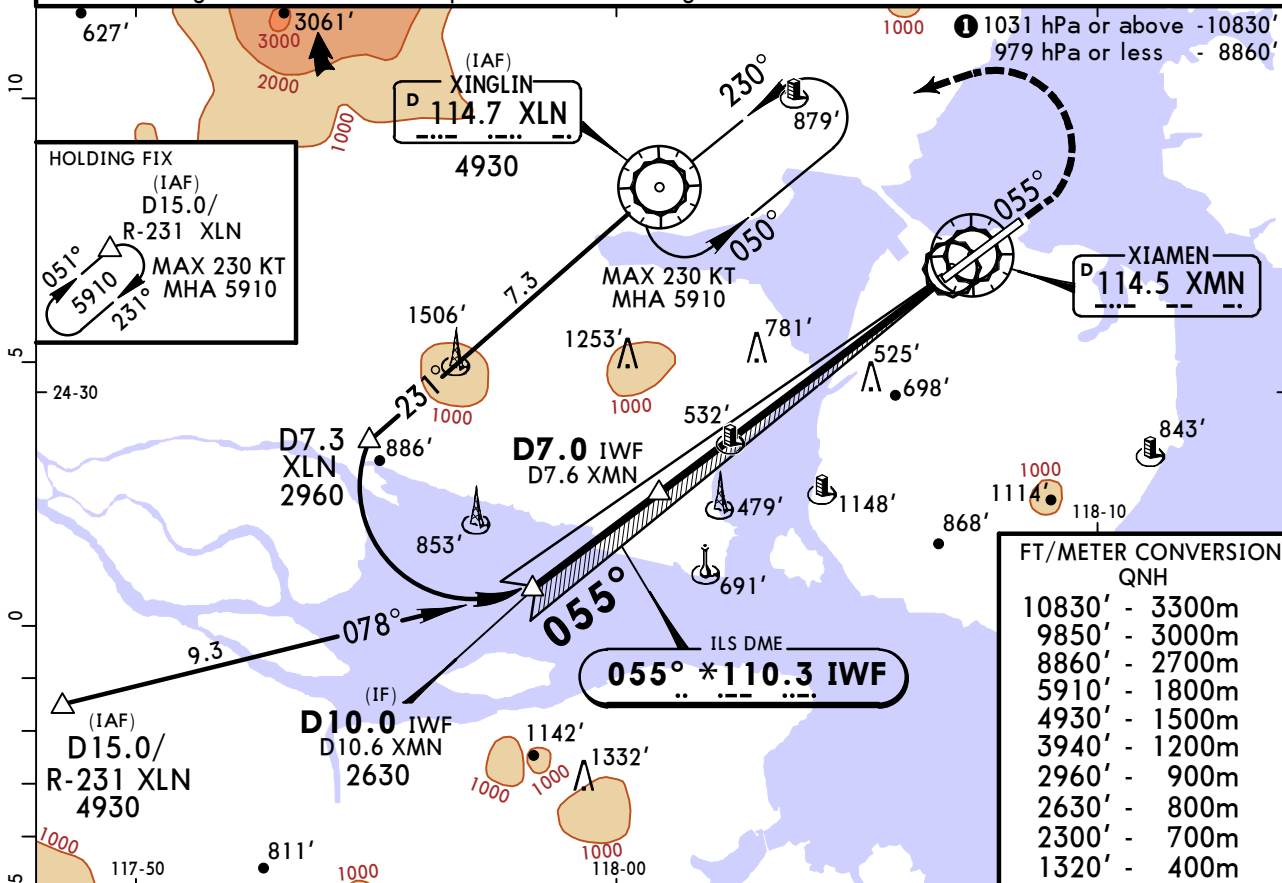 627'
3061'
3000
2000
1000
1000
❶ 1031 hPa or above - 10830'
979 hPa or less - 8860'
10
(IAF)
XINGLIN
D 114.7 XLN
4930
230°
879'
050°
MAX 230 KT
MHA 5910
HOLDING FIX
(IAF)
D15.0/
R-231 XLN
051°
5910
231°
MAX 230 KT
MHA 5910
055°
XIAMEN
D 114.5 XMN
7.3
1506'
1000
1253'
1000
781'
525'
698'
5
24-30
231°
D7.3
XLN
2960
886'
853'
D7.0 IWF
D7.6 XMN
532'
479'
1148'
691'
843'
1000
1114'
118-10
868'
055°
ILS DME
055° *110.3 IWF
0
078°
9.3
(IAF)
D15.0/
R-231 XLN
4930
(IF)
D10.0 IWF
D10.6 XMN
2630
1142'
1000
1000
1332'
1000
1000
117-50
811'
1000
118-00
5
FT/METER CONVERSION
QNH
10830' - 3300m
9850' - 3000m
8860' - 2700m
5910' - 1800m
4930' - 1500m
3940' - 1200m
2960' - 900m
2630' - 800m
2300' - 700m
1320' - 400m